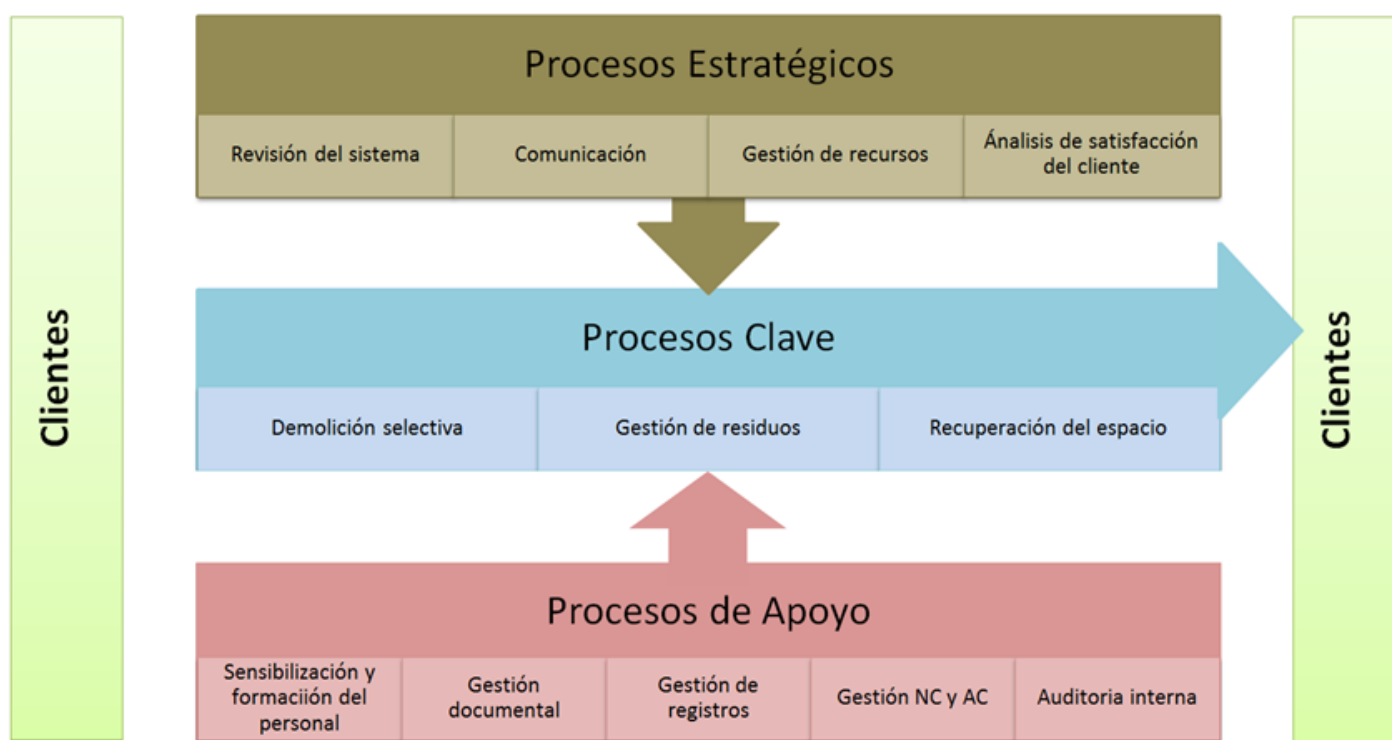 Clientes
Procesos Estratégicos
Revisión del sistema
Comunicación
Gestión de recursos
Ánalisis de satisfacción
del cliente
Procesos Clave
Demolición selectiva
Gestión de residuos
Recuperación del espacio
Procesos de Apoyo
Sensibilización y
formaciión del
personal
Gestión
documental
Gestión de
registros
Gestión NC y AC
Auditoria interna
Clientes